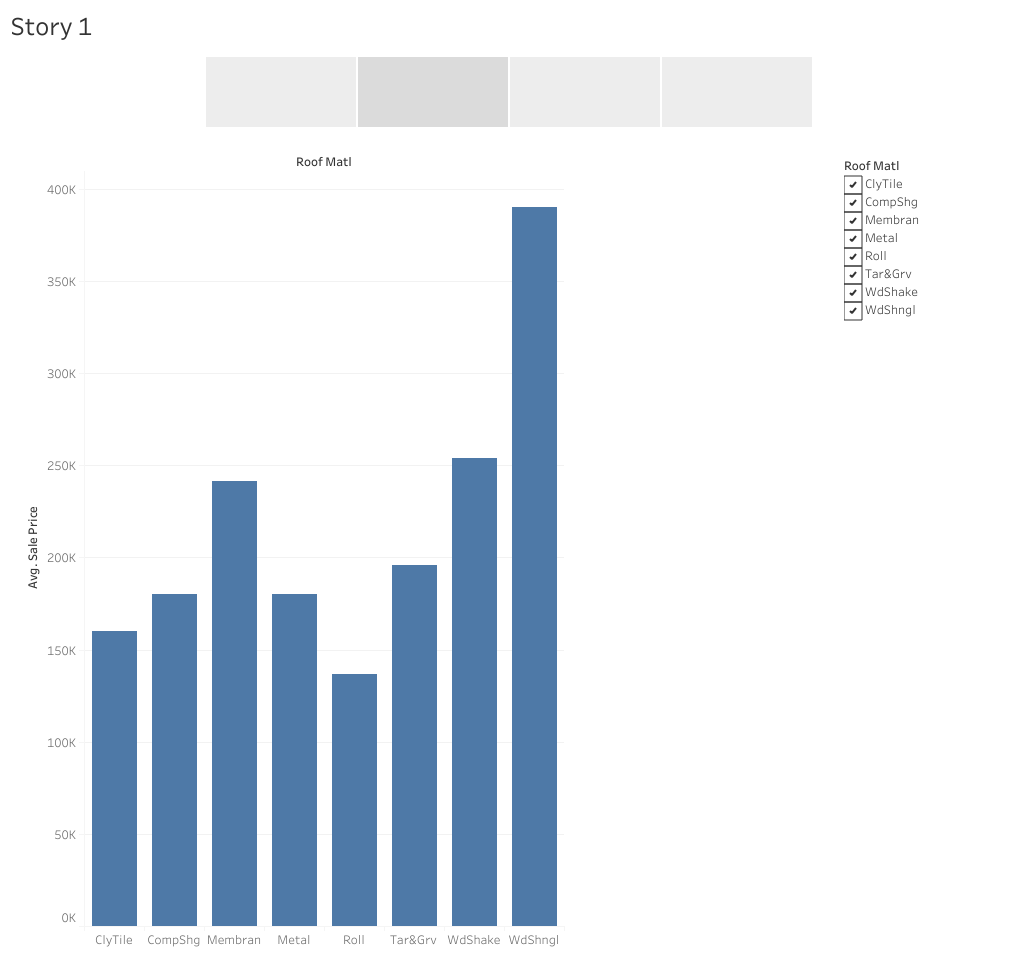 Story 1
Roof Matl
400K
350K
300K
250K
200K
150K
100K
50K
0K
Avg. Sale Price
ClyTile CompShg Membran Metal Roll Tar&Grv WdShake WdShngl
Roof Matl
ClyTile
CompShg
Membran
Metal
Roll
Tar&Grv
WdShake
WdShngl